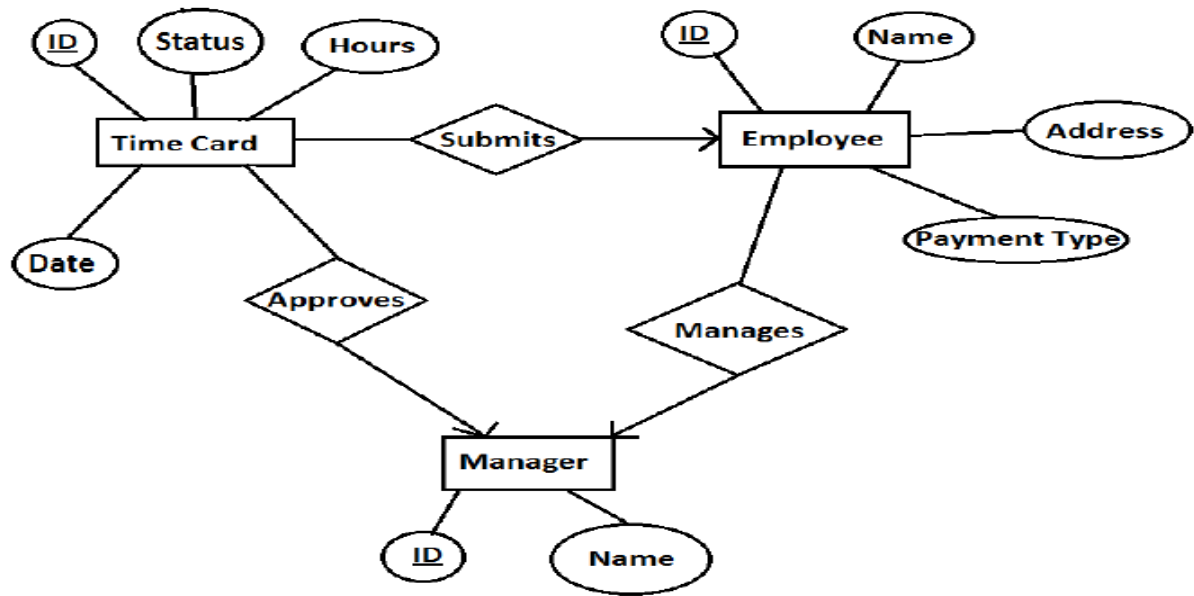 ID
Status
Hours
ID
Name
Time Card
Submits
Employee
Address
Date
Payment Type
Approves
Manages
Manager
ID
Name